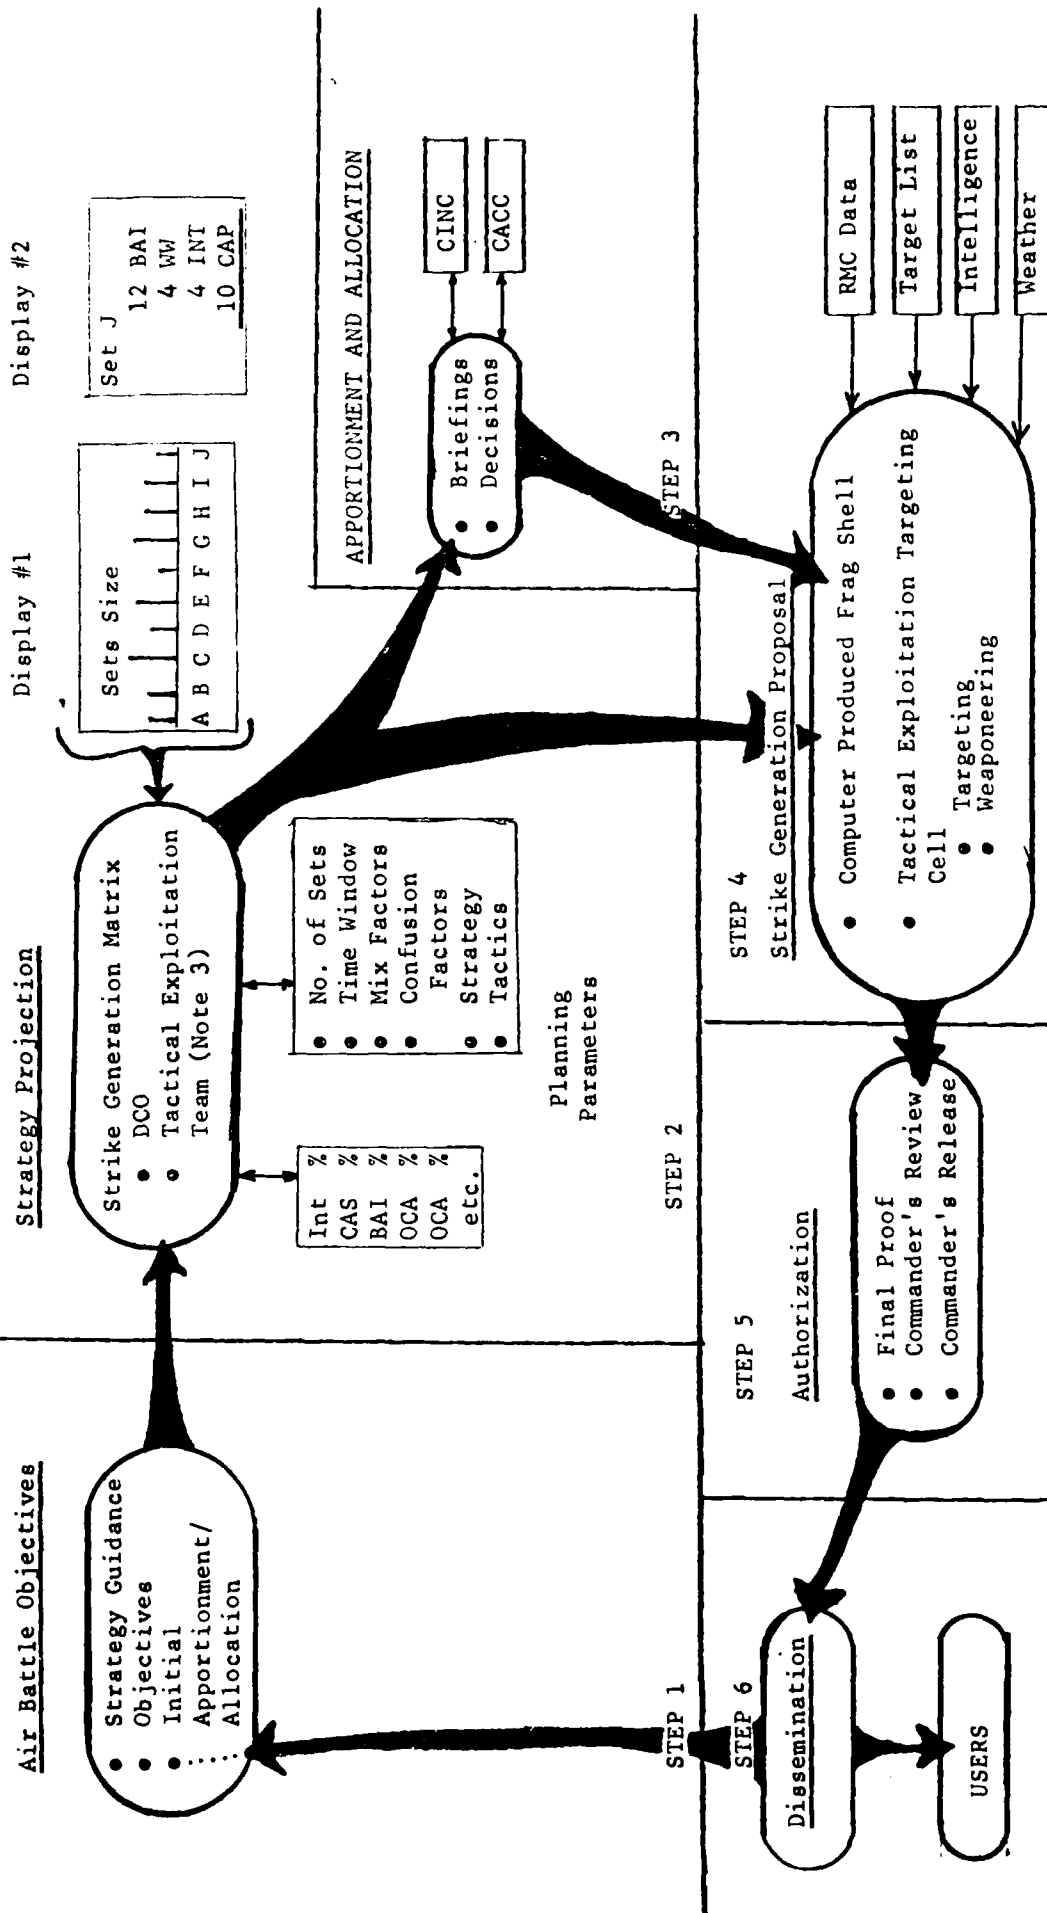 Air Battle Objectives
• Strategy Guidance
• Objectives
• Initial
Apportionment/
Allocation
STEP 1
Strategy Projection
Strike Generation Matrix
• DCO
• Tactical Exploitation
Team (Note 3)
Int %
CAS %
BAI %
OCA %
OCA %
etc.
• No. of Sets
• Time Window
• Mix Factors
• Confusion
Factors
• Strategy
• Tactics
Planning
Parameters
STEP 2
Display #1
Sets Size
A B C D E F G H I J
Display #2
Set J
12 BAI
4 WW
4 INT
10 CAP
APPORTIONMENT AND ALLOCATION
• Briefings
• Decisions
CINC
CACC
STEP 3
STEP 4
Strike Generation Proposal
• Computer Produced Frag Shell
• Tactical Exploitation Targeting
Cell
• Targeting
• Weaponeering
RMC Data
Target List
Intelligence
Weather
STEP 5
Authorization
• Final Proof
• Commander's Review
• Commander's Release
STEP 6
Dissemination
USERS